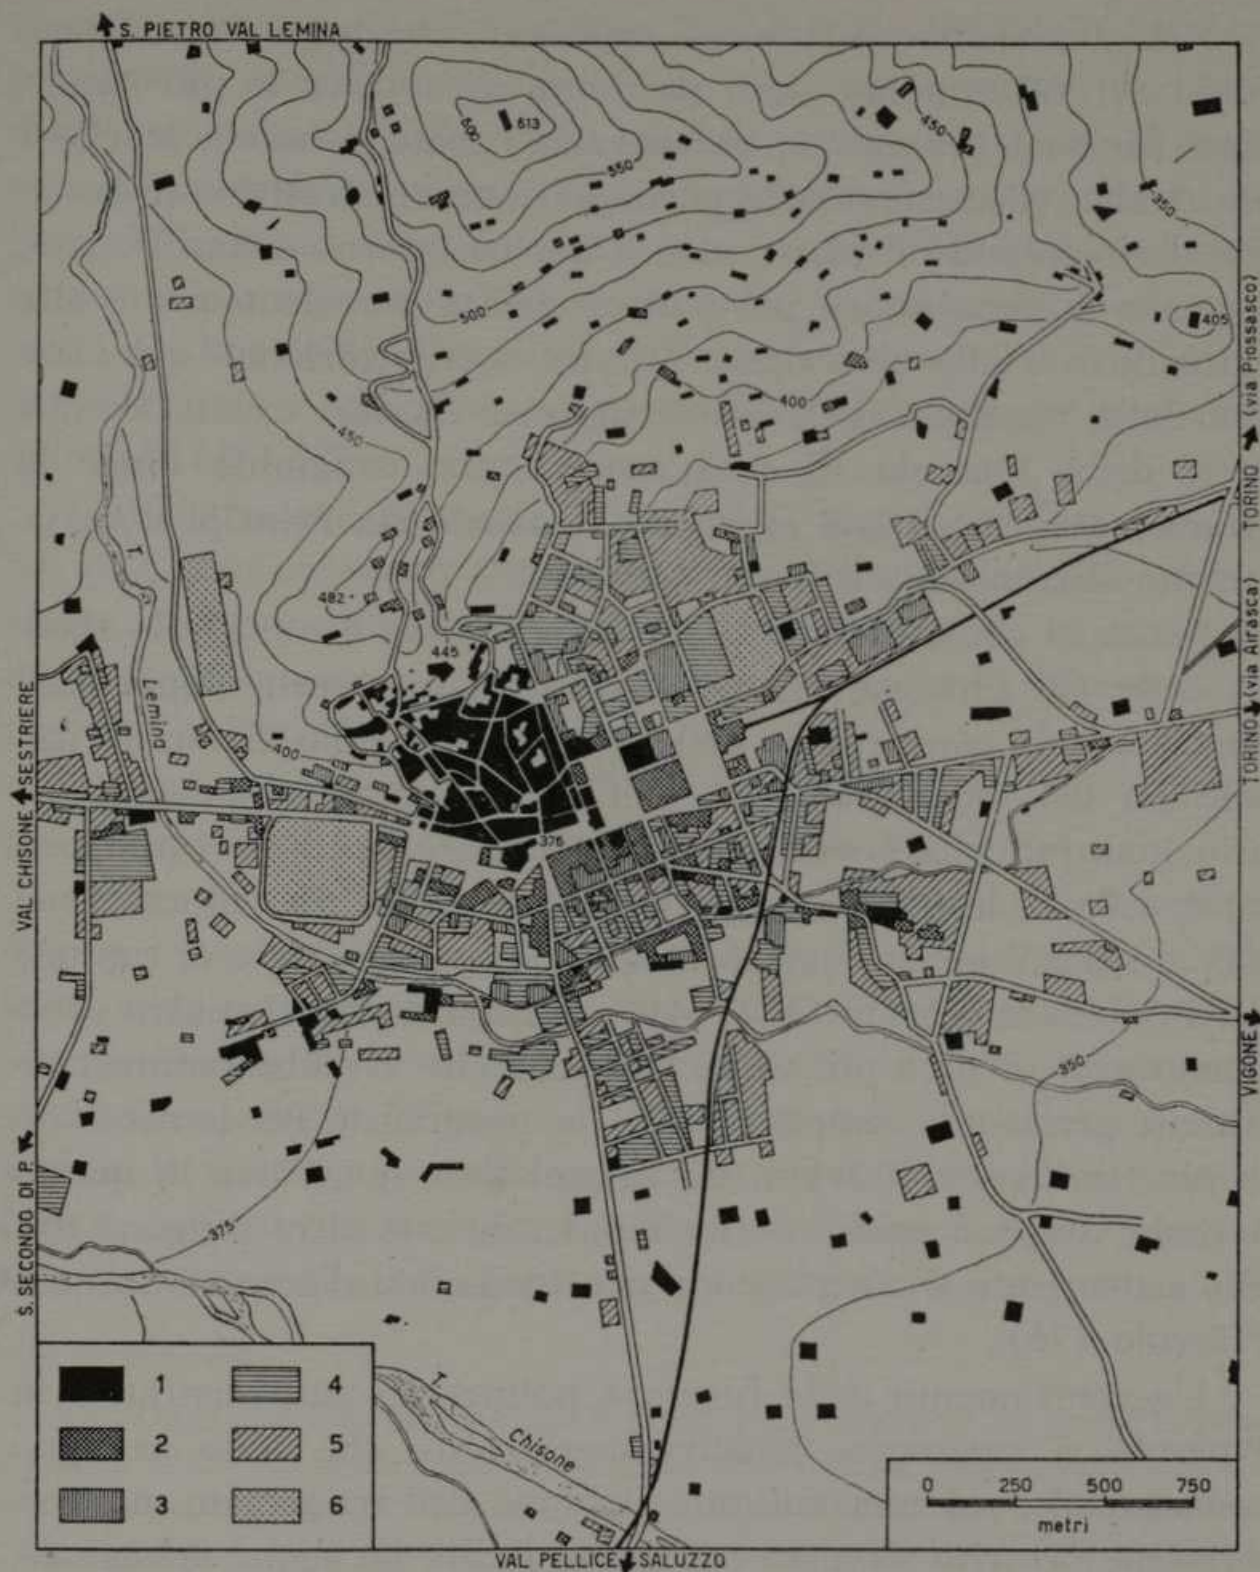 S. PIETRO VAL LEMINA
600
613
550
450
350
500
405
400
450
T.
Lemina
482
445
400
376
350
375
VAL CHISONE SESTRIERE
S. SECONDO DI P.
TORINO (via Piossasco)
TORINO (via Airasca)
VIGONE
T. Chisone
1
2
3
4
5
6
0 250 500 750
metri
VAL PELLICE SALUZZO